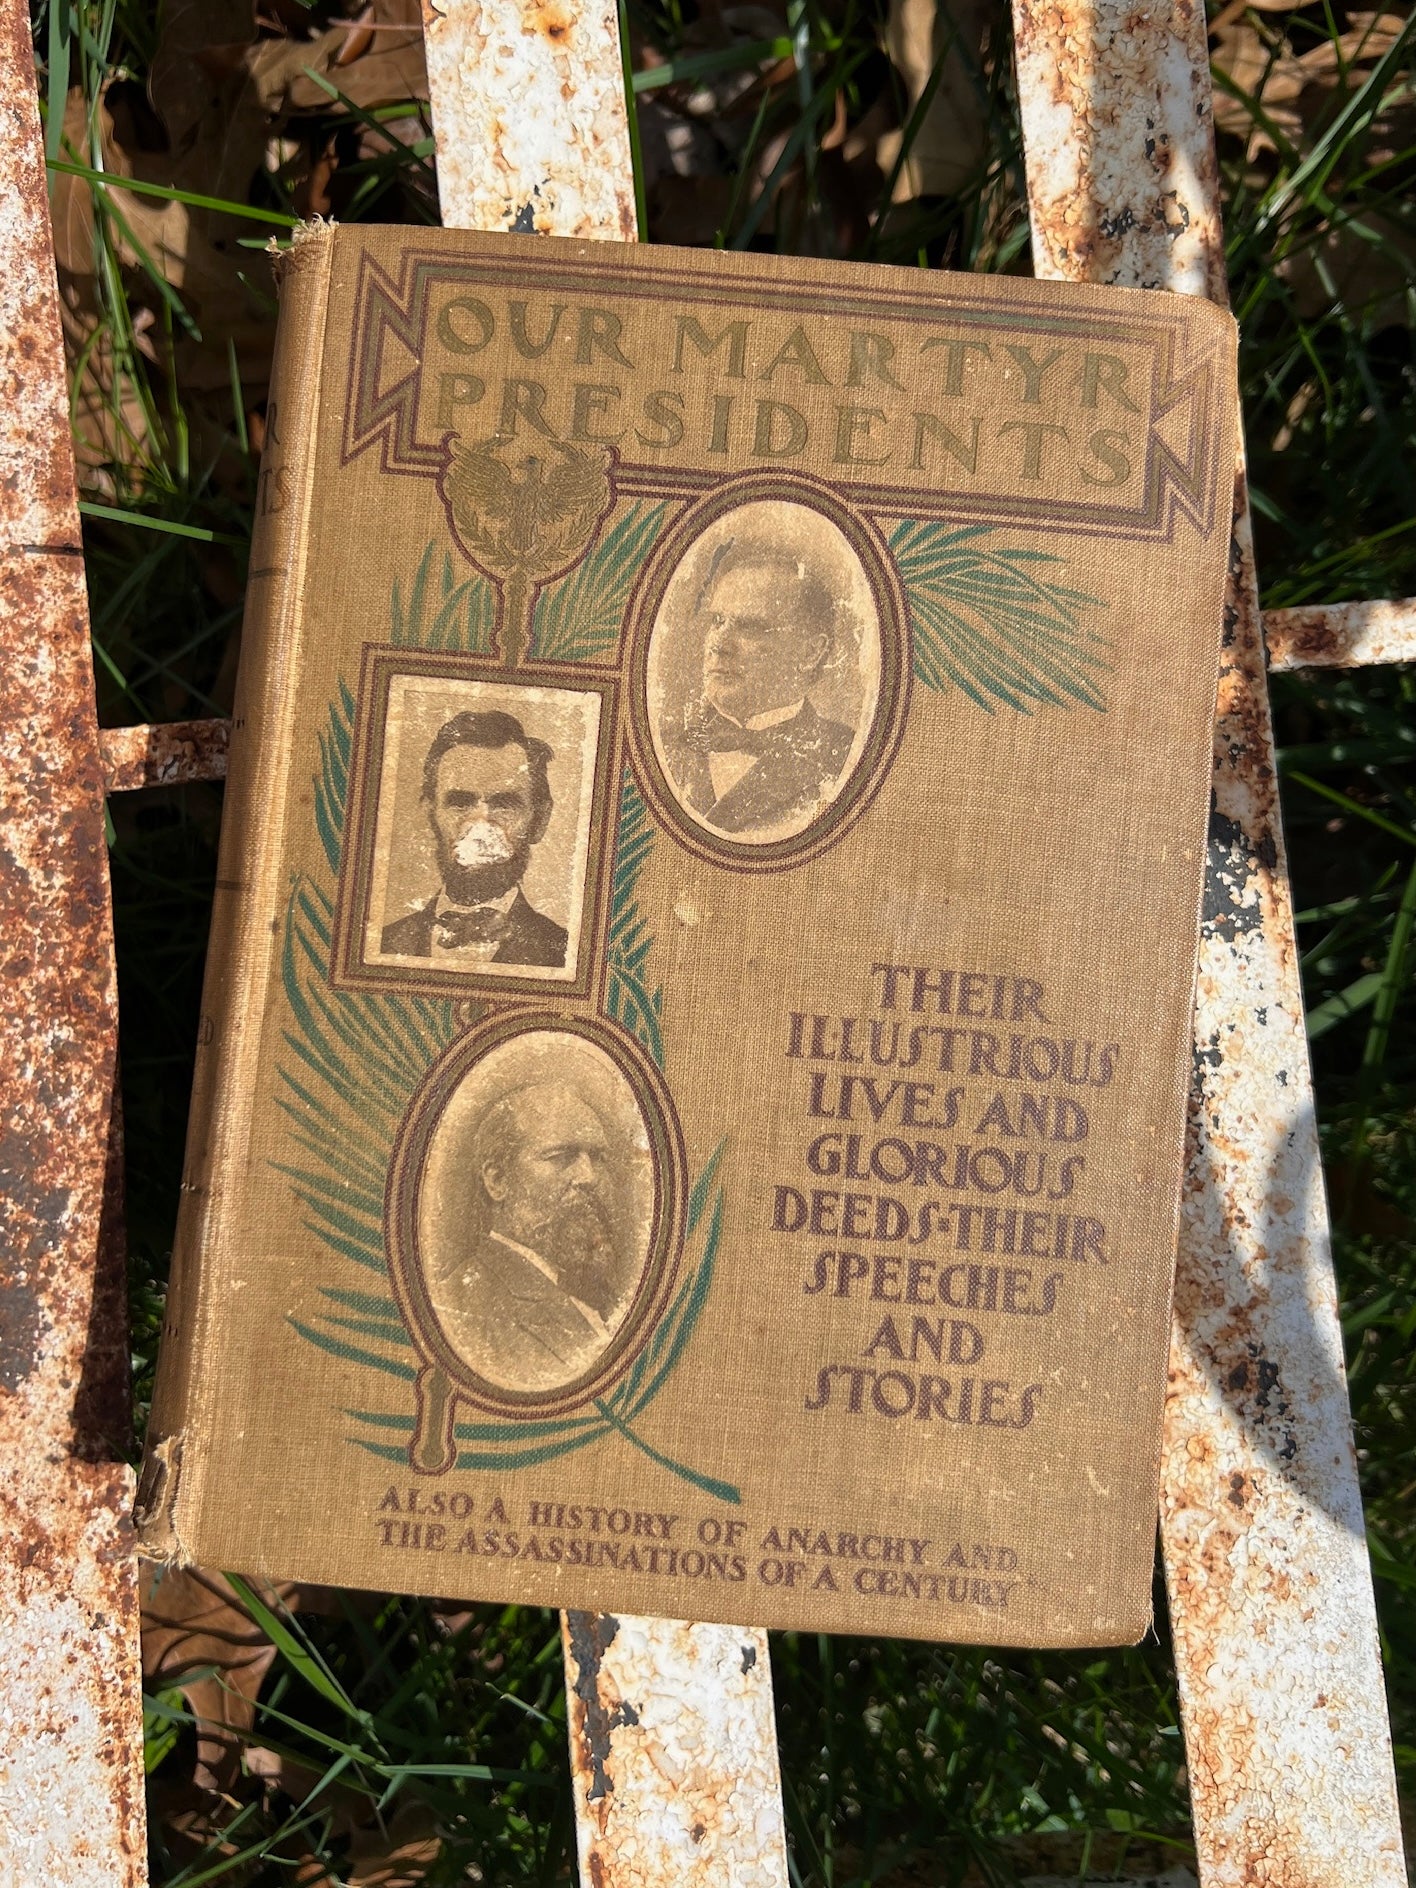 OUR MARTYR
PRESIDENTS
THEIR
ILLUSTRIOUS
LIVES AND
GLORIOUS
DEEDS-THEIR
SPEECHES
AND
STORIES
ALSO A HISTORY OF ANARCHY AND
THE ASSASSINATIONS OF A CENTURY